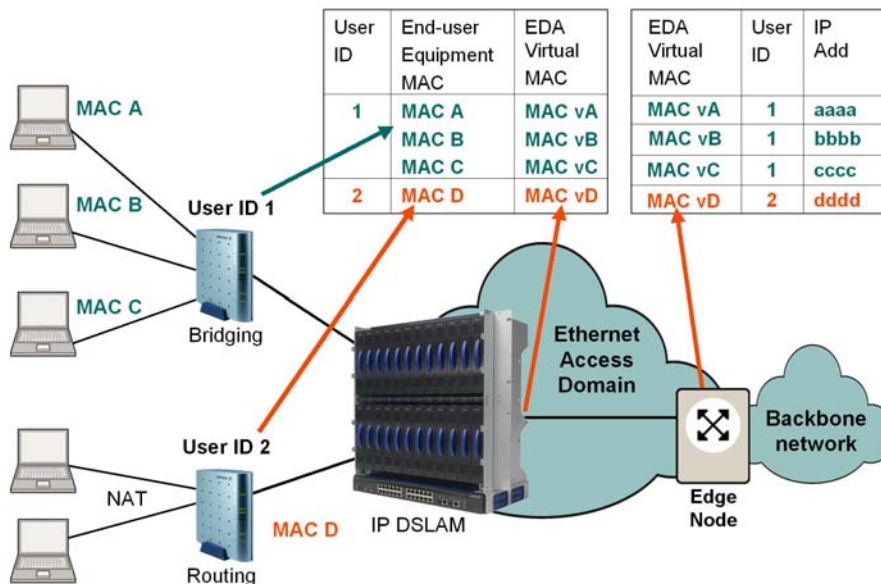 User ID
End-user Equipment MAC
EDA Virtual MAC
1
MAC A
MAC vA
MAC B
MAC vB
MAC C
MAC vC
2
MAC D
MAC vD
EDA Virtual MAC
User ID
IP Add
MAC vA
1
aaaa
MAC vB
1
bbbb
MAC vC
1
cccc
MAC vD
2
dddd
MAC A
MAC B
MAC C
User ID 1
Bridging
Ethernet
Access
Domain
Backbone
network
User ID 2
NAT
MAC D
Routing
IP DSLAM
Edge
Node